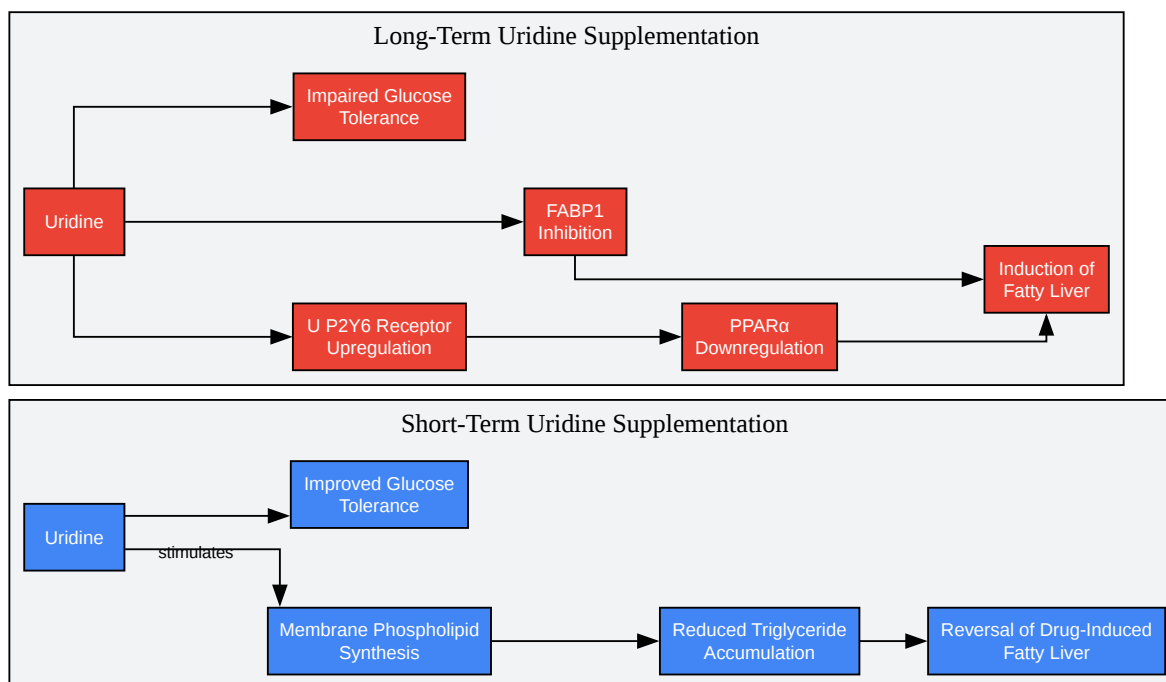 Long-Term Uridine Supplementation
Impaired Glucose
Tolerance
Uridine
FABP1
Inhibition
Induction of
Fatty Liver
U P2Y6 Receptor
Upregulation
PPARα
Downregulation
Short-Term Uridine Supplementation
Improved Glucose
Tolerance
Uridine
stimulates
Membrane Phospholipid
Synthesis
Reduced Triglyceride
Accumulation
Reversal of Drug-Induced
Fatty Liver